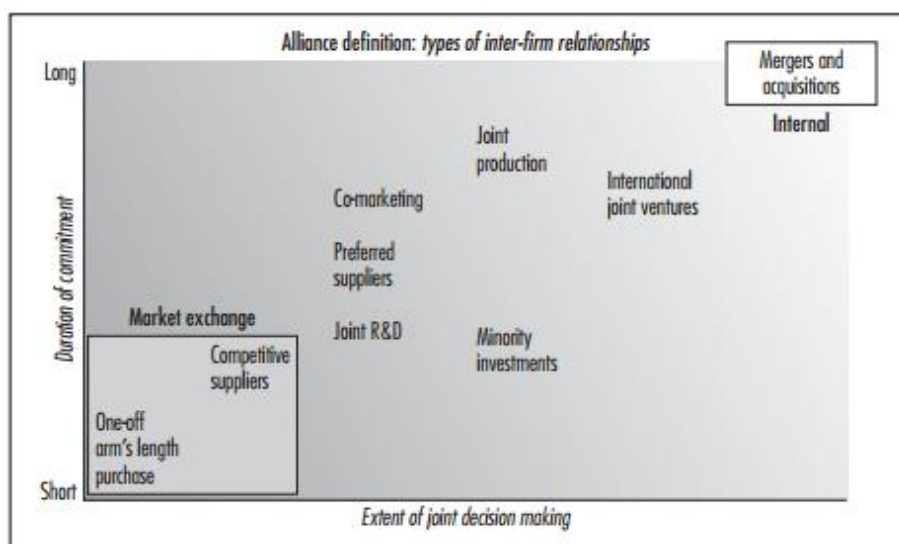 Alliance definition: types of inter-firm relationships
Long
Mergers and
acquisitions
Internal
Joint
production
International
joint ventures
Co-marketing
Preferred
suppliers
Duration of commitment
Market exchange
Joint R&D
Minority
investments
Competitive
suppliers
One-off
arm's length
purchase
Short
Extent of joint decision making